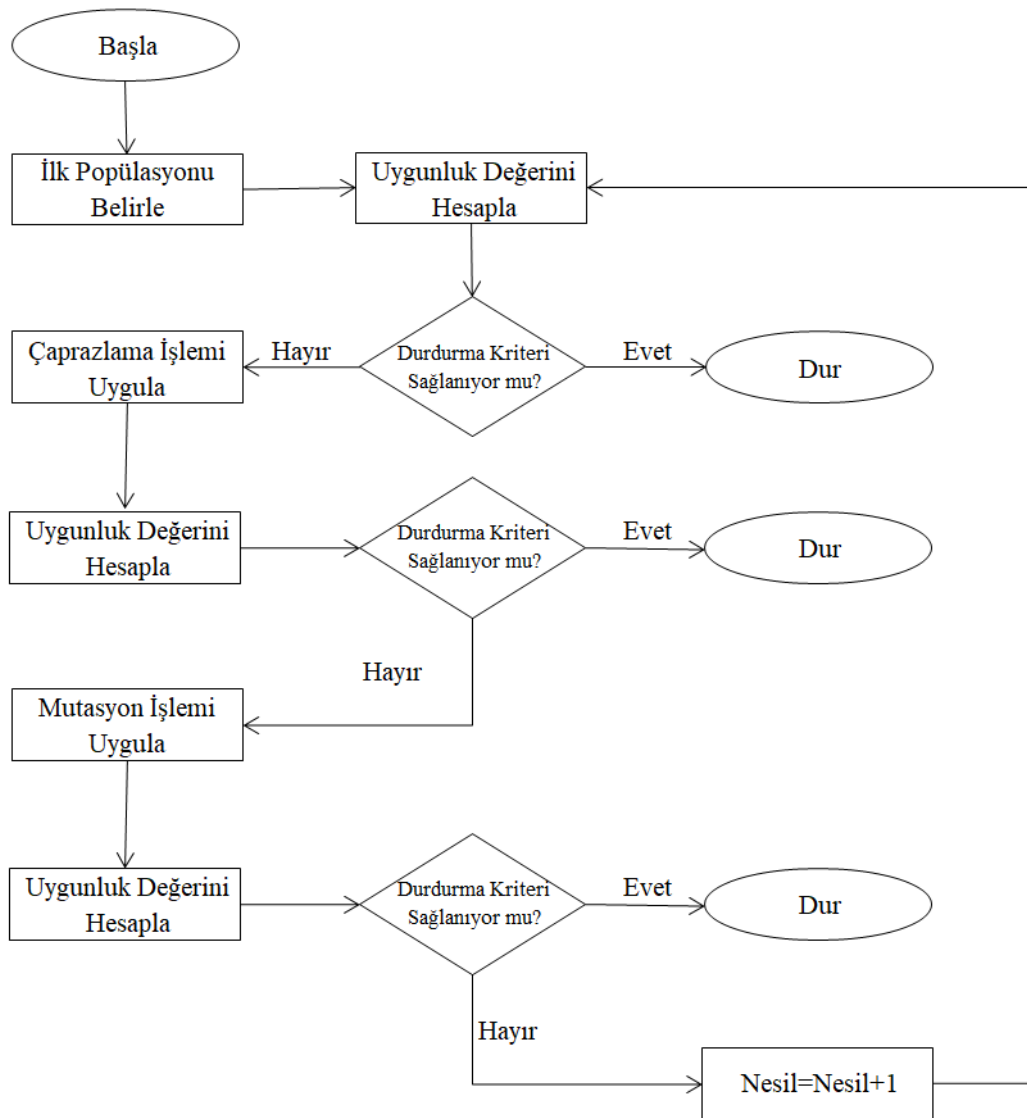 Başla
İlk Popülasyonu
Belirle
Uygunluk Değerini
Hesapla
Çaprazlama İşlemi
Uygula
Hayır
Durdurma Kriteri
Sağlanıyor mu?
Evet
Dur
Uygunluk Değerini
Hesapla
Durdurma Kriteri
Sağlanıyor mu?
Evet
Dur
Hayır
Mutasyon İşlemi
Uygula
Uygunluk Değerini
Hesapla
Durdurma Kriteri
Sağlanıyor mu?
Evet
Dur
Hayır
Nesil=Nesil+1